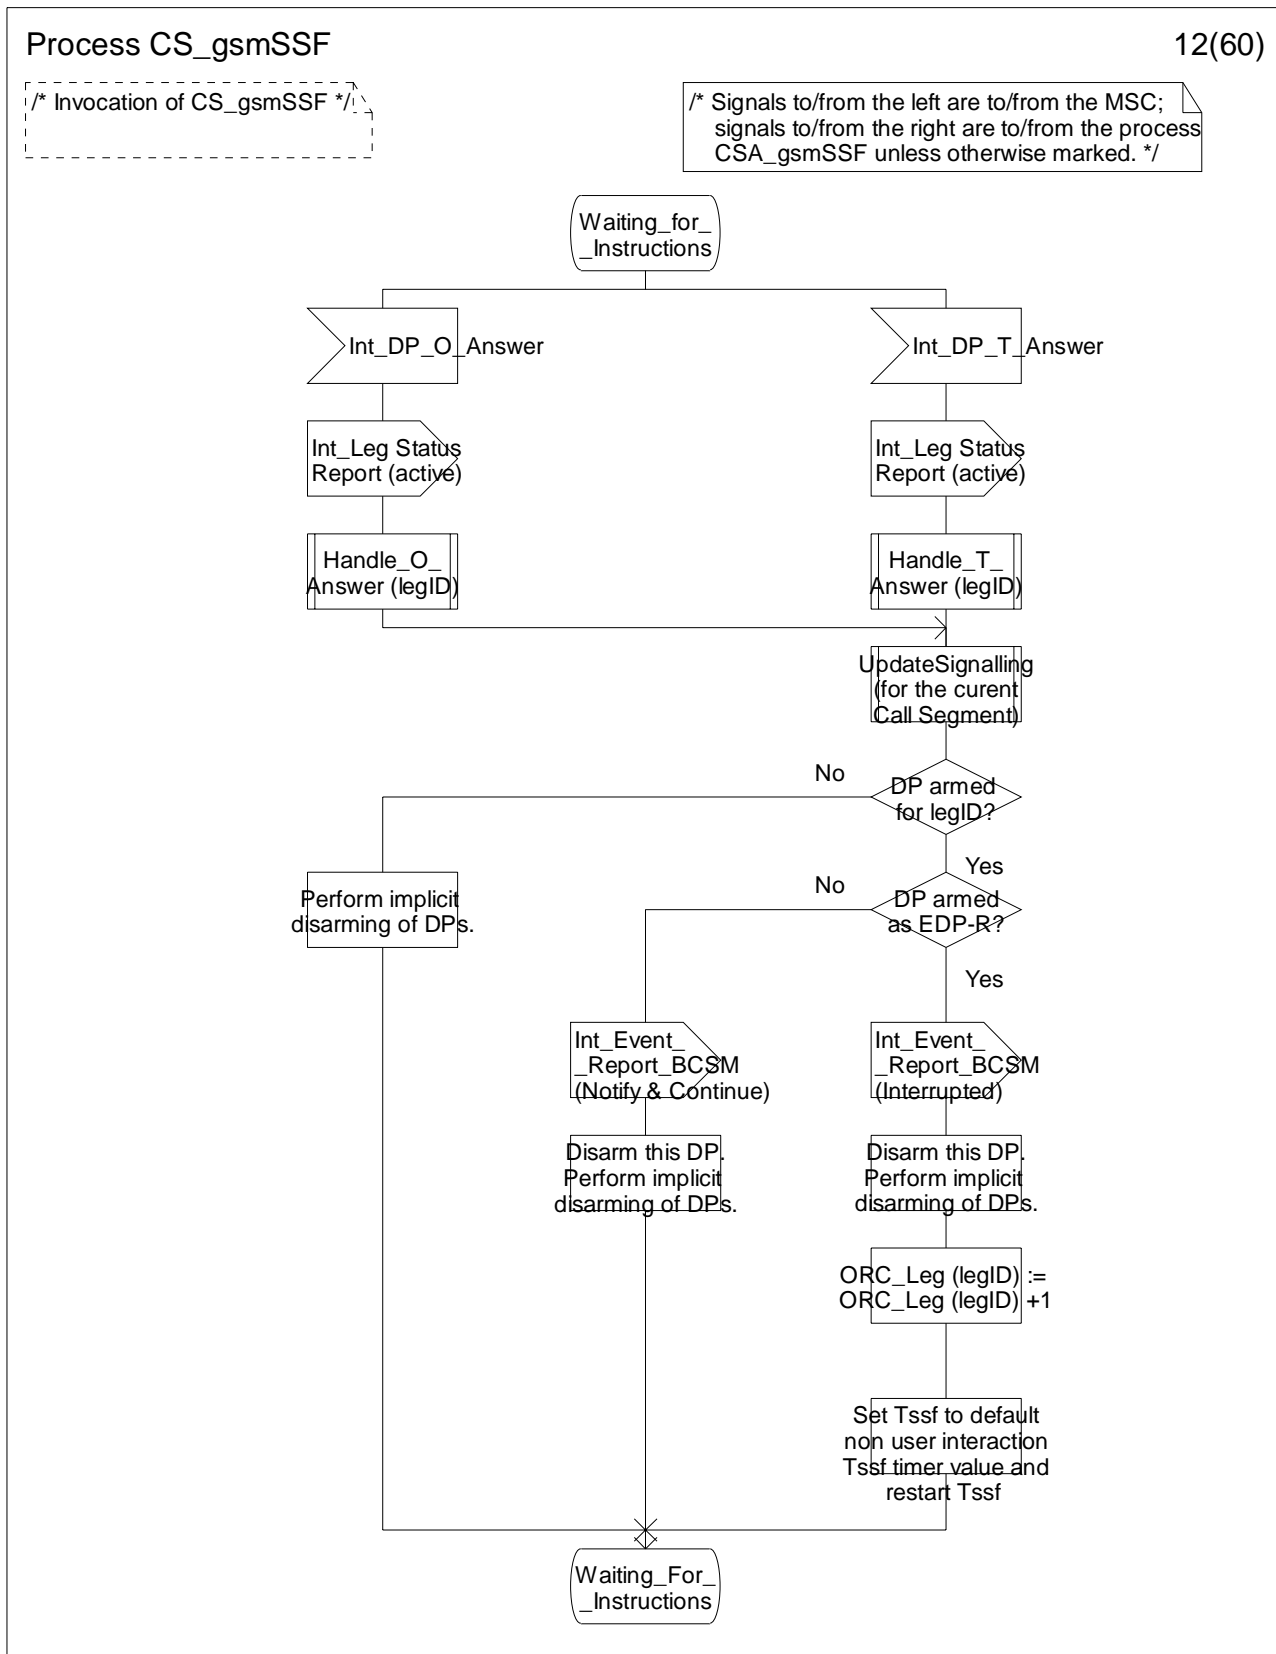 Process CS_gsmSSF
12(60)
/* Invocation of CS_gsmSSF */
/* Signals to/from the left are to/from the MSC;
signals to/from the right are to/from the process
CSA_gsmSSF unless otherwise marked. */
Waiting_for_
_Instructions
Int_DP_O_Answer
Int_DP_T_Answer
Int_Leg Status
Report (active)
Int_Leg Status
Report (active)
Handle_O_
Answer (legID)
Handle_T_
Answer (legID)
UpdateSignalling
(for the curent
Call Segment)
No
DP armed
for legID?
Yes
Perform implicit
disarming of DPs.
No
DP armed
as EDP-R?
Yes
Int_Event_
_Report_BCSM
(Notify & Continue)
Int_Event_
_Report_BCSM
(Interrupted)
Disarm this DP.
Perform implicit
disarming of DPs.
Disarm this DP.
Perform implicit
disarming of DPs.
ORC_Leg (legID) :=
ORC_Leg (legID) +1
Set Tssf to default
non user interaction
Tssf timer value and
restart Tssf
Waiting_For_
_Instructions